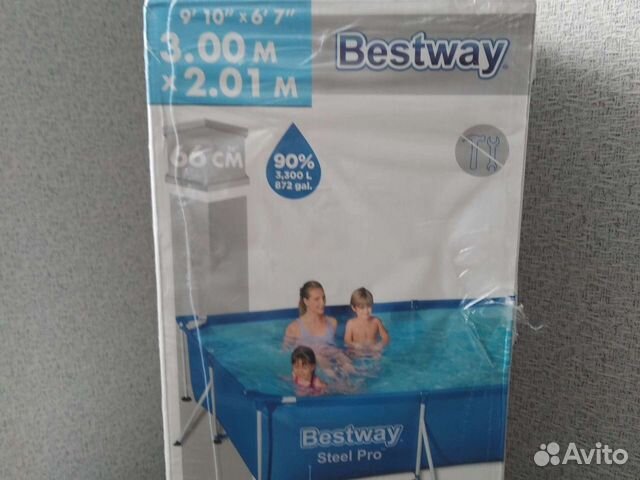 9' 10" x 6' 7"
3.00 м
x 2.01 м
Bestway
66 см
90%
3,300 L
872 gal.
Bestway
Steel Pro
Avito